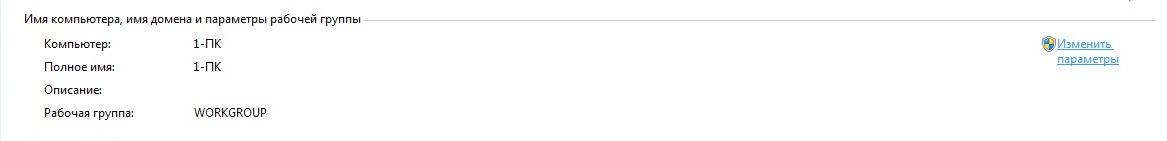 Имя компьютера, имя домена и параметры рабочей группы
Компьютер: 1-ПК Изменить
Полное имя: 1-ПК параметры
Описание:
Рабочая группа: WORKGROUP